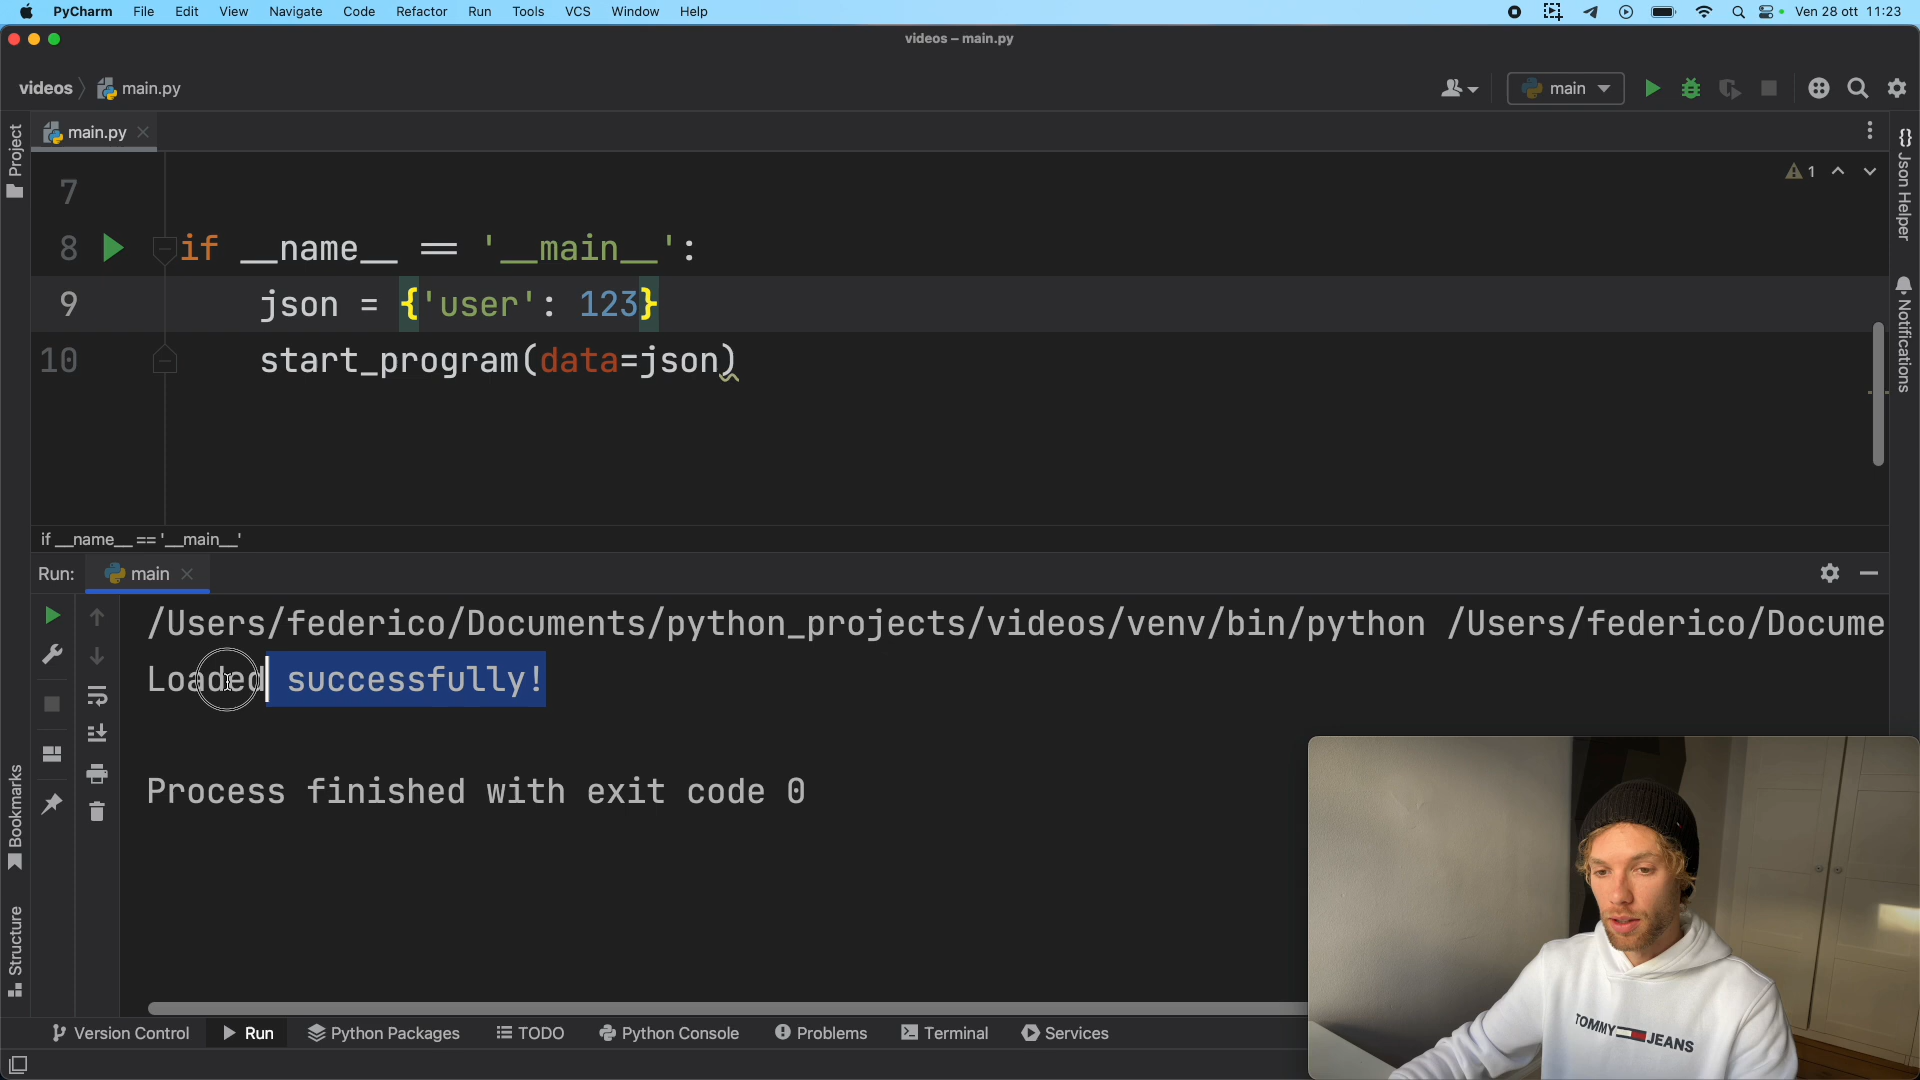 PyCharm File Edit View Navigate Code Refactor Run Tools VCS Window Help Ven 28 ott 11:23
videos – main.py
videos main.py main
Project
main.py
Json Helper
Notifications
1
7
8 if __name__ == '__main__':
9 json = {'user': 123}
10 start_program(data=json)
if __name__ == '__main__'
Run: main
/Users/federico/Documents/python_projects/videos/venv/bin/python /Users/federico/Docume
Loaded successfully!
Process finished with exit code 0
Bookmarks
Structure
TOMMY JEANS
Version Control Run Python Packages TODO Python Console Problems Terminal Services